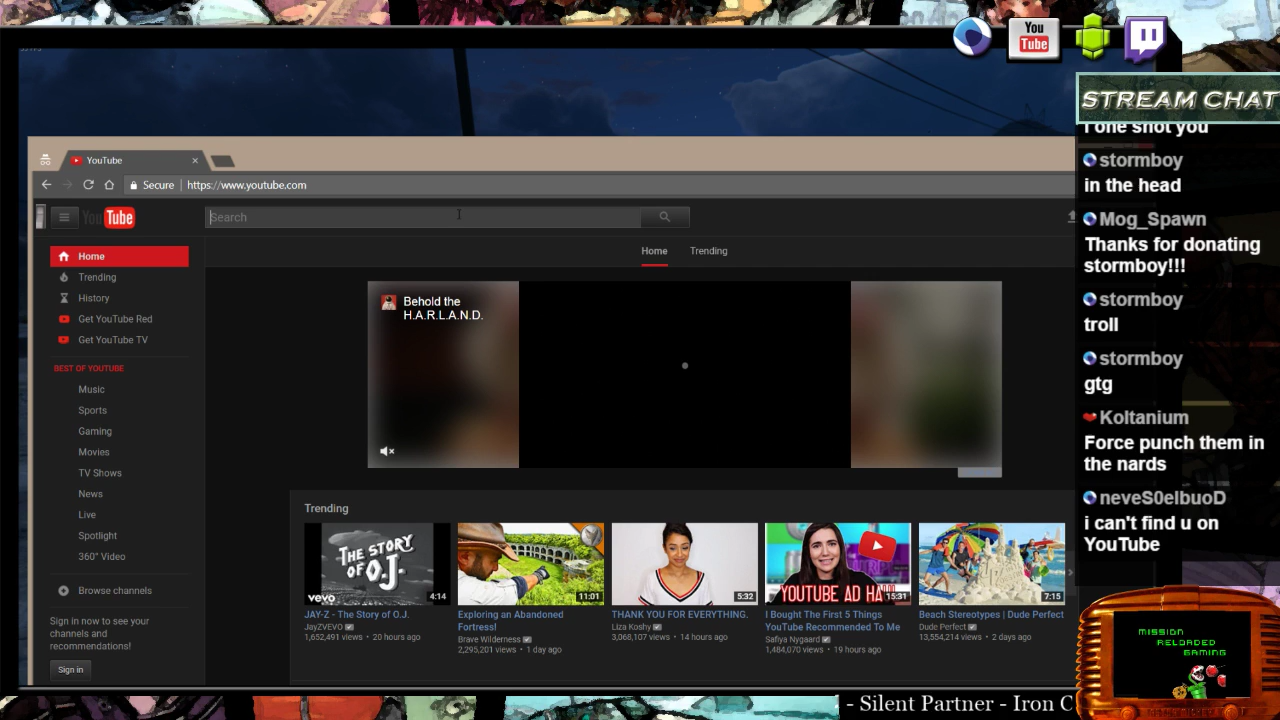 You
Tube
STREAM CHAT
I one shot you
stormboy
in the head
Mog_Spawn
Thanks for donating
stormboy!!!
stormboy
troll
stormboy
gtg
Koltanium
Force punch them in
the nards
neveS0elbuoD
i can't find u on
YouTube
YouTube
Secure | https://www.youtube.com
YouTube
Search
Home
Trending
Home
Trending
History
Get YouTube Red
Get YouTube TV
BEST OF YOUTUBE
Music
Sports
Gaming
Movies
TV Shows
News
Live
Spotlight
360° Video
Browse channels
Sign in now to see your
channels and
recommendations!
Sign in
Behold the
H.A.R.L.A.N.D.
Trending
THE STORY
OF O.J.
vevo
4:14
JAY-Z - The Story of O.J.
JayZVEVO
1,652,491 views • 20 hours ago
11:01
Exploring an Abandoned
Fortress!
Brave Wilderness
2,295,201 views • 1 day ago
5:32
THANK YOU FOR EVERYTHING.
Liza Koshy
3,068,107 views • 14 hours ago
YOUTUBE AD HA
15:31
I Bought The First 5 Things
YouTube Recommended To Me
Safiya Nygaard
1,484,070 views • 19 hours ago
7:15
Beach Stereotypes | Dude Perfect
Dude Perfect
13,554,214 views • 2 days ago
MISSION
RELOADED
GAMING
- Silent Partner - Iron C